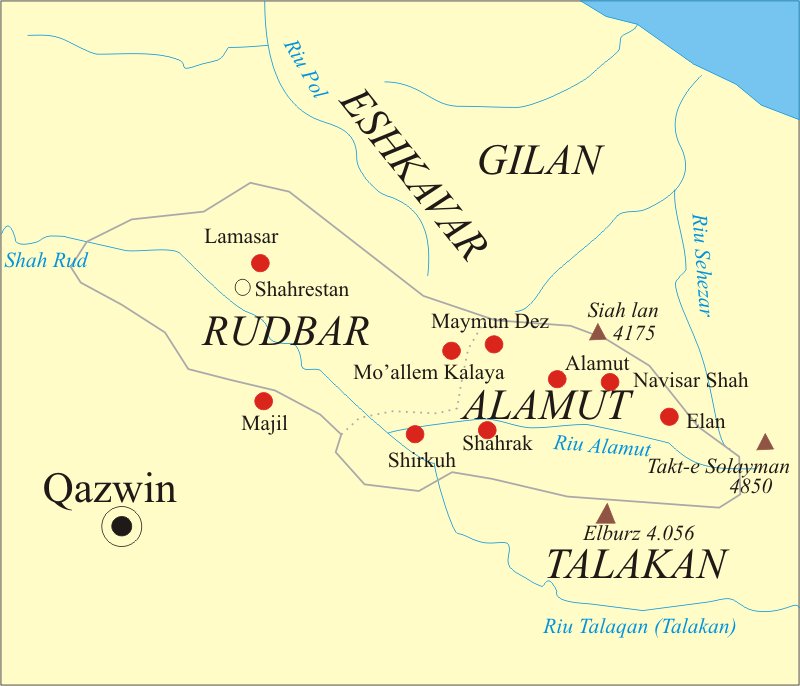 Riu Pol
ESHKAVAR
GILAN
Lamasar
Shah Rud
Shahrestan
Riu Sehezar
Siah lan
4175
RUDBAR
Maymun Dez
Mo’allem Kalaya
Alamut
Navisar Shah
ALAMUT
Majil
Elan
Shirkuh
Shahrak
Riu Alamut
Takt-e Solayman
4850
Qazwin
Elburz 4.056
TALAKAN
Riu Talaqan (Talakan)